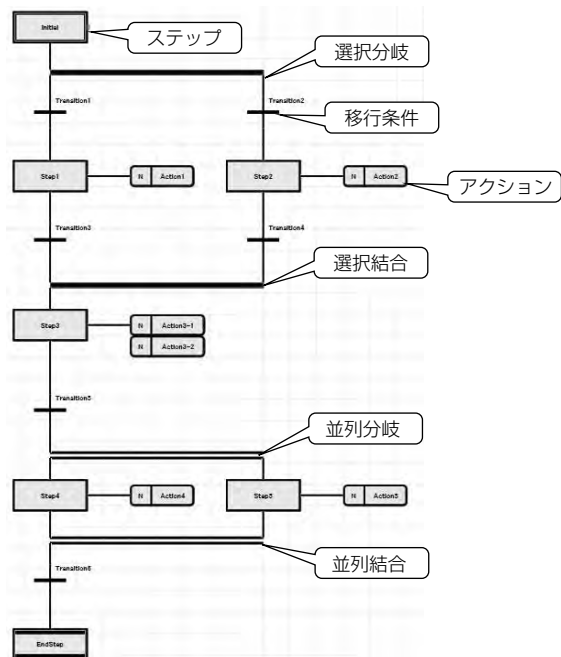 Initial
ステップ
選択分岐
Transition1
Transition2
移行条件
Step1
N
Action1
Step2
N
Action2
アクション
Transition3
Transition4
選択結合
Step3
N
Action3-1
N
Action3-2
Transition5
並列分岐
Step4
N
Action4
Step5
N
Action5
並列結合
Transition6
EndStep